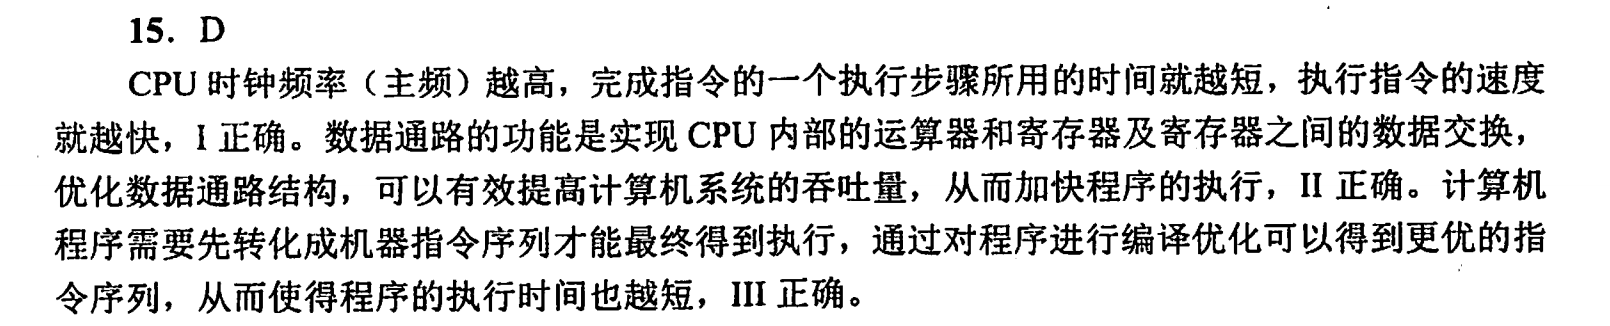 15. D
CPU 时钟频率（主频）越高，完成指令的一个执行步骤所用的时间就越短，执行指令的速度
就越快，I 正确。数据通路的功能是实现 CPU 内部的运算器和寄存器及寄存器之间的数据交换，
优化数据通路结构，可以有效提高计算机系统的吞吐量，从而加快程序的执行，II 正确。计算机
程序需要先转化成机器指令序列才能最终得到执行，通过对程序进行编译优化可以得到更优的指
令序列，从而使得程序的执行时间也越短，III 正确。